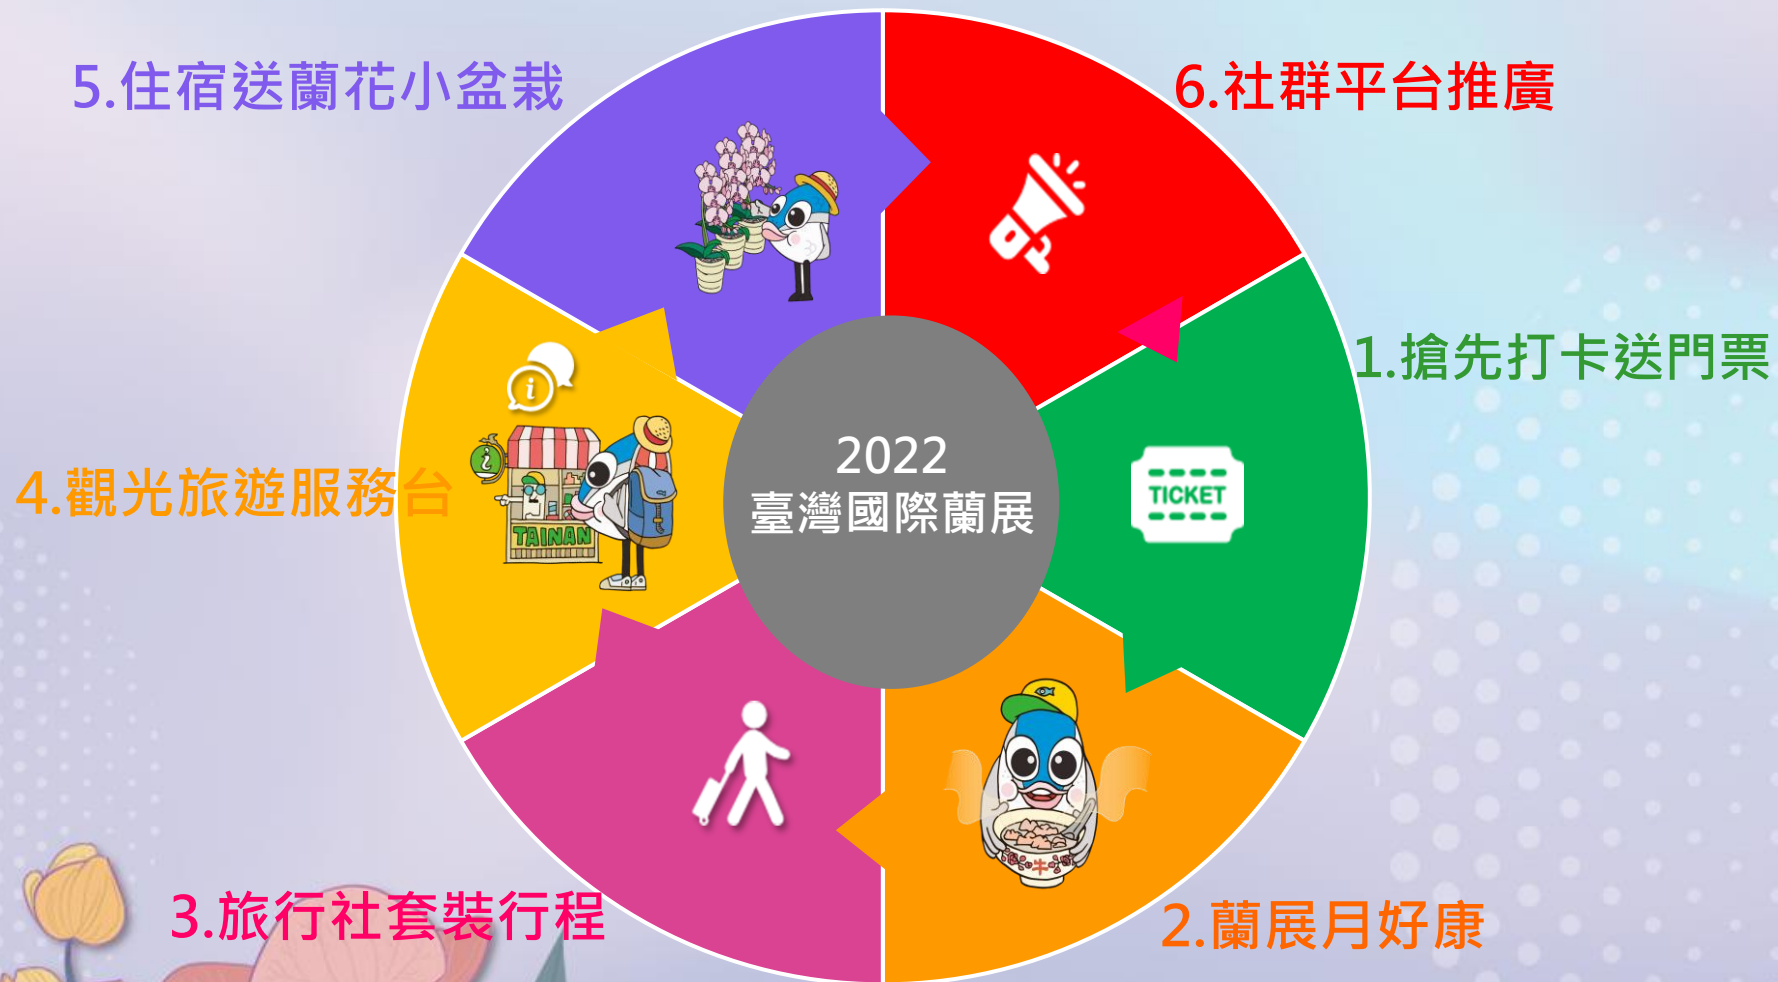 5.住宿送蘭花小盆栽
6.社群平台推廣
1.搶先打卡送門票
TICKET
4.觀光旅遊服務台
i
i
TAINAN
2022
臺灣國際蘭展
牛
3.旅行社套裝行程
2.蘭展月好康